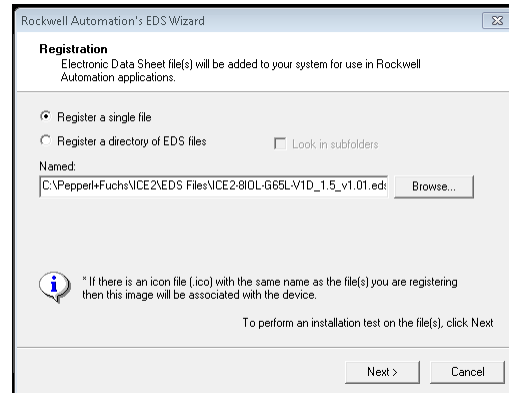 Rockwell Automation's EDS Wizard
Registration
Electronic Data Sheet file(s) will be added to your system for use in Rockwell
Automation applications.
Register a single file
Register a directory of EDS files
Look in subfolders
Named:
C:\Pepperl+Fuchs\ICE2\EDS Files\ICE2-8IOL-G65L-V1D_1.5_v1.01.eds
Browse...
* If there is an icon file (.ico) with the same name as the file(s) you are registering
then this image will be associated with the device.
To perform an installation test on the file(s), click Next
Next >
Cancel